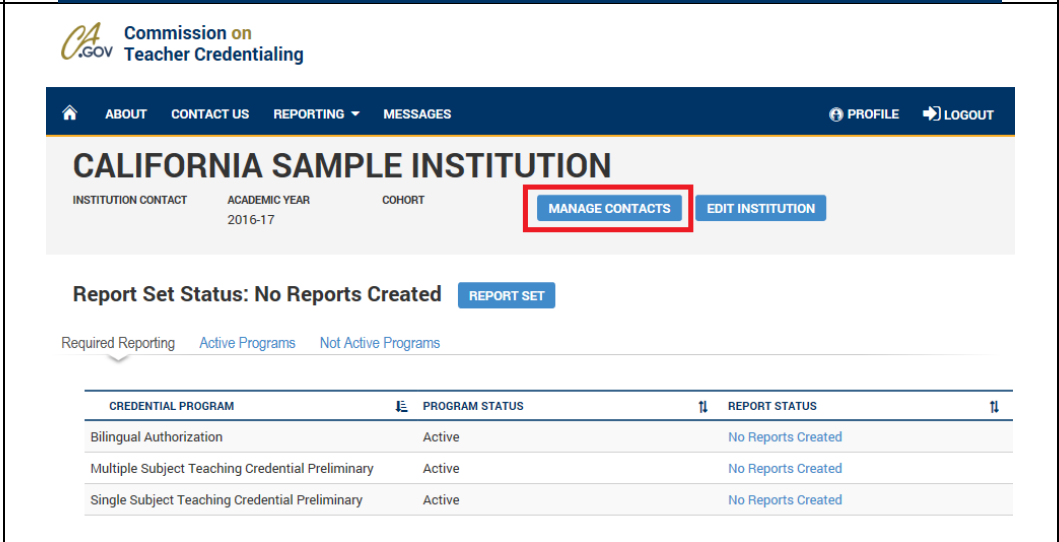 CA.GOV Commission on
Teacher Credentialing
ABOUT CONTACT US REPORTING MESSAGES PROFILE LOGOUT
CALIFORNIA SAMPLE INSTITUTION
INSTITUTION CONTACT ACADEMIC YEAR COHORT MANAGE CONTACTS EDIT INSTITUTION
2016-17
Report Set Status: No Reports Created REPORT SET
Required Reporting Active Programs Not Active Programs
CREDENTIAL PROGRAM PROGRAM STATUS REPORT STATUS
Bilingual Authorization Active No Reports Created
Multiple Subject Teaching Credential Preliminary Active No Reports Created
Single Subject Teaching Credential Preliminary Active No Reports Created